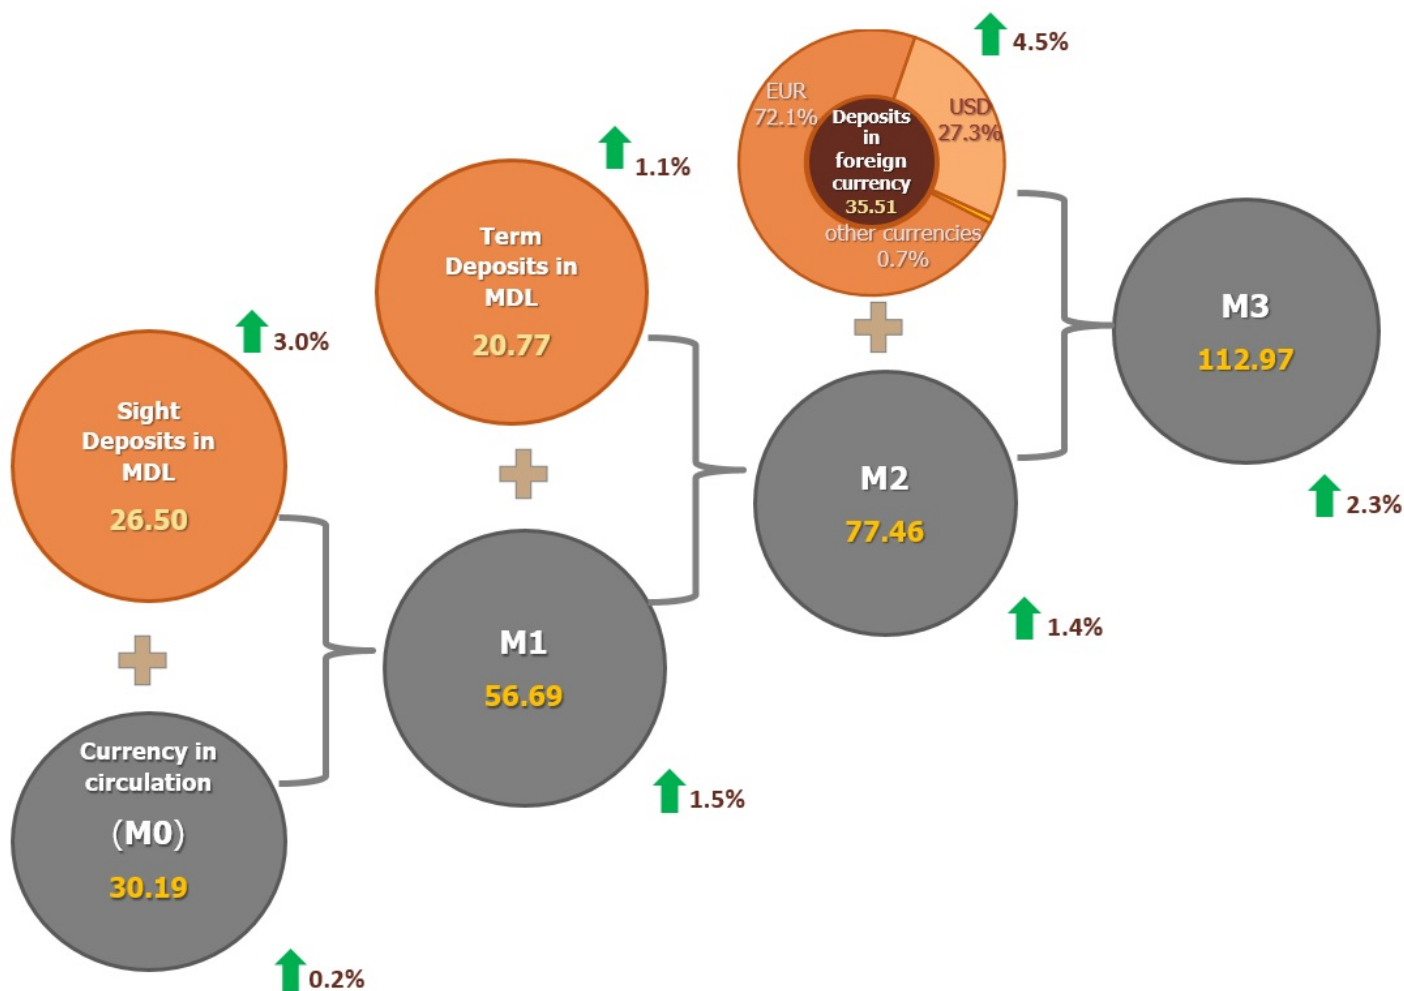 4.5%
EUR
72.1%
USD
27.3%
Deposits
in
foreign
currency
35.51
other currencies
0.7%
1.1%
Term
Deposits in
MDL
20.77
3.0%
Sight
Deposits in
MDL
26.50
M3
112.97
2.3%
M2
77.46
1.4%
M1
56.69
1.5%
Currency in
circulation
(M0)
30.19
0.2%